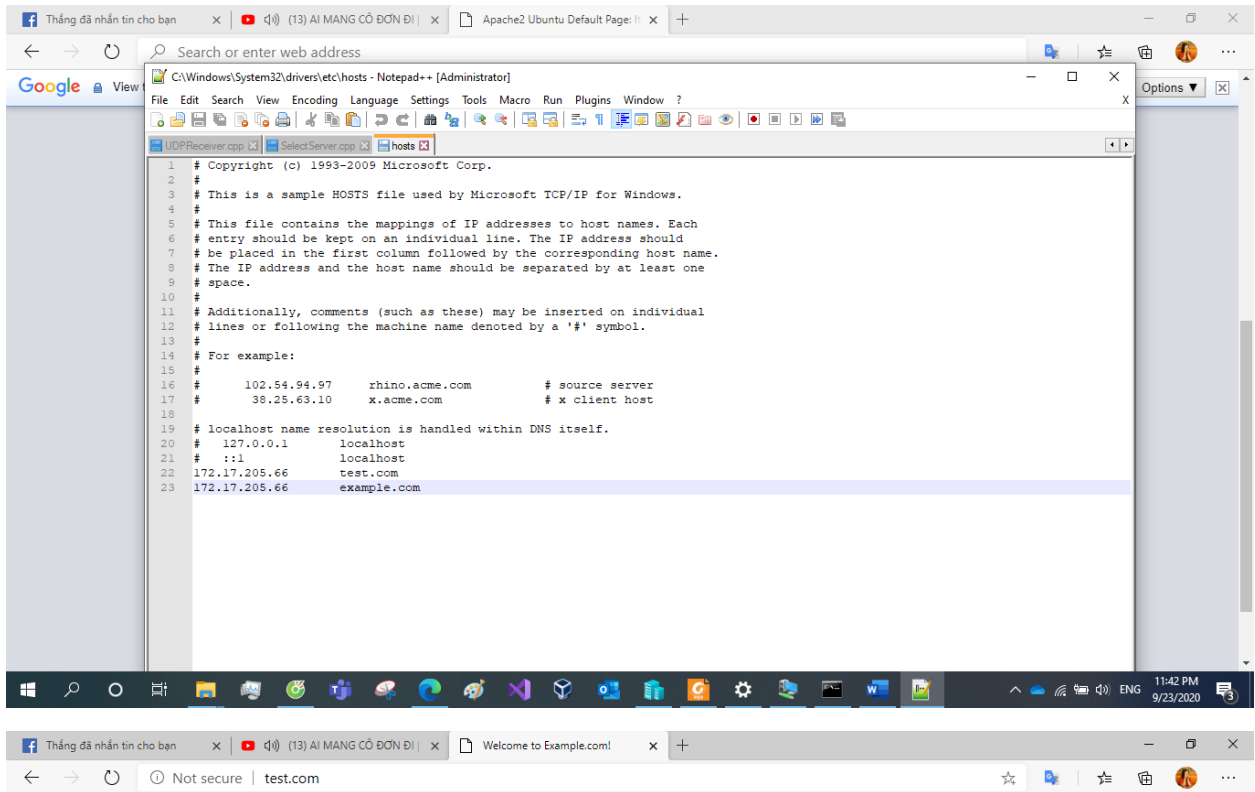 Thắng đã nhắn tin cho bạn
(13) AI MANG CÔ ĐƠN ĐI |
Apache2 Ubuntu Default Page: It
Search or enter web address
Google View t
Options ▼
C:\Windows\System32\drivers\etc\hosts - Notepad++ [Administrator]
File Edit Search View Encoding Language Settings Tools Macro Run Plugins Window ? X
UDPReceiver.cpp SelectServer.cpp hosts
1 # Copyright (c) 1993-2009 Microsoft Corp.
2 #
3 # This is a sample HOSTS file used by Microsoft TCP/IP for Windows.
4 #
5 # This file contains the mappings of IP addresses to host names. Each
6 # entry should be kept on an individual line. The IP address should
7 # be placed in the first column followed by the corresponding host name.
8 # The IP address and the host name should be separated by at least one
9 # space.
10 #
11 # Additionally, comments (such as these) may be inserted on individual
12 # lines or following the machine name denoted by a '#' symbol.
13 #
14 # For example:
15 #
16 # 102.54.94.97 rhino.acme.com # source server
17 # 38.25.63.10 x.acme.com # x client host
18
19 # localhost name resolution is handled within DNS itself.
20 # 127.0.0.1 localhost
21 # ::1 localhost
22 172.17.205.66 test.com
23 172.17.205.66 example.com
ENG
11:42 PM
9/23/2020
3
Thắng đã nhắn tin cho bạn
(13) AI MANG CÔ ĐƠN ĐI |
Welcome to Example.com!
Not secure | test.com